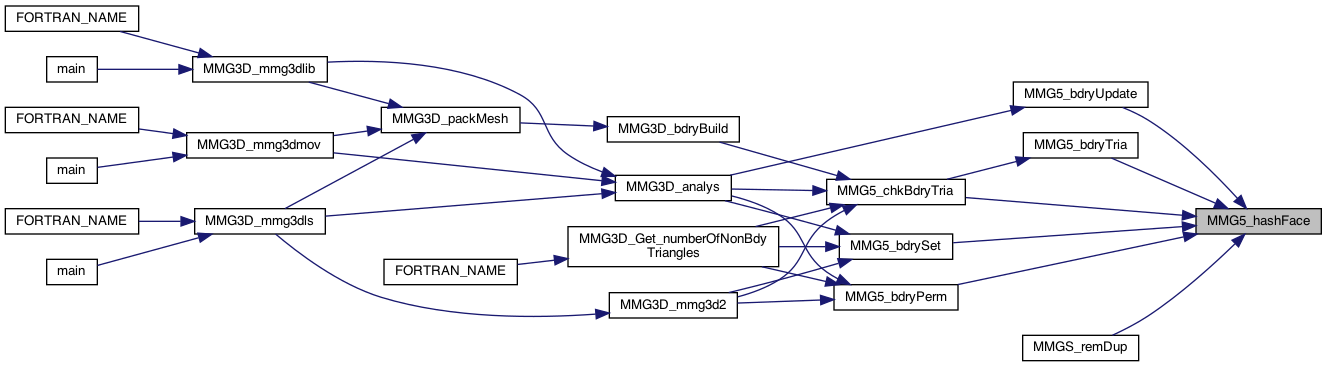 FORTRAN_NAME
main
MMG3D_mmg3dlib
FORTRAN_NAME
MMG3D_packMesh
MMG3D_mmg3dmov
main
MMG3D_bdryBuild
MMG5_bdryUpdate
MMG5_bdryTria
MMG3D_analys
MMG5_chkBdryTria
FORTRAN_NAME
MMG3D_mmg3dls
MMG5_hashFace
main
FORTRAN_NAME
MMG3D_Get_numberOfNonBdy
Triangles
MMG5_bdrySet
MMG3D_mmg3d2
MMG5_bdryPerm
MMGS_remDup